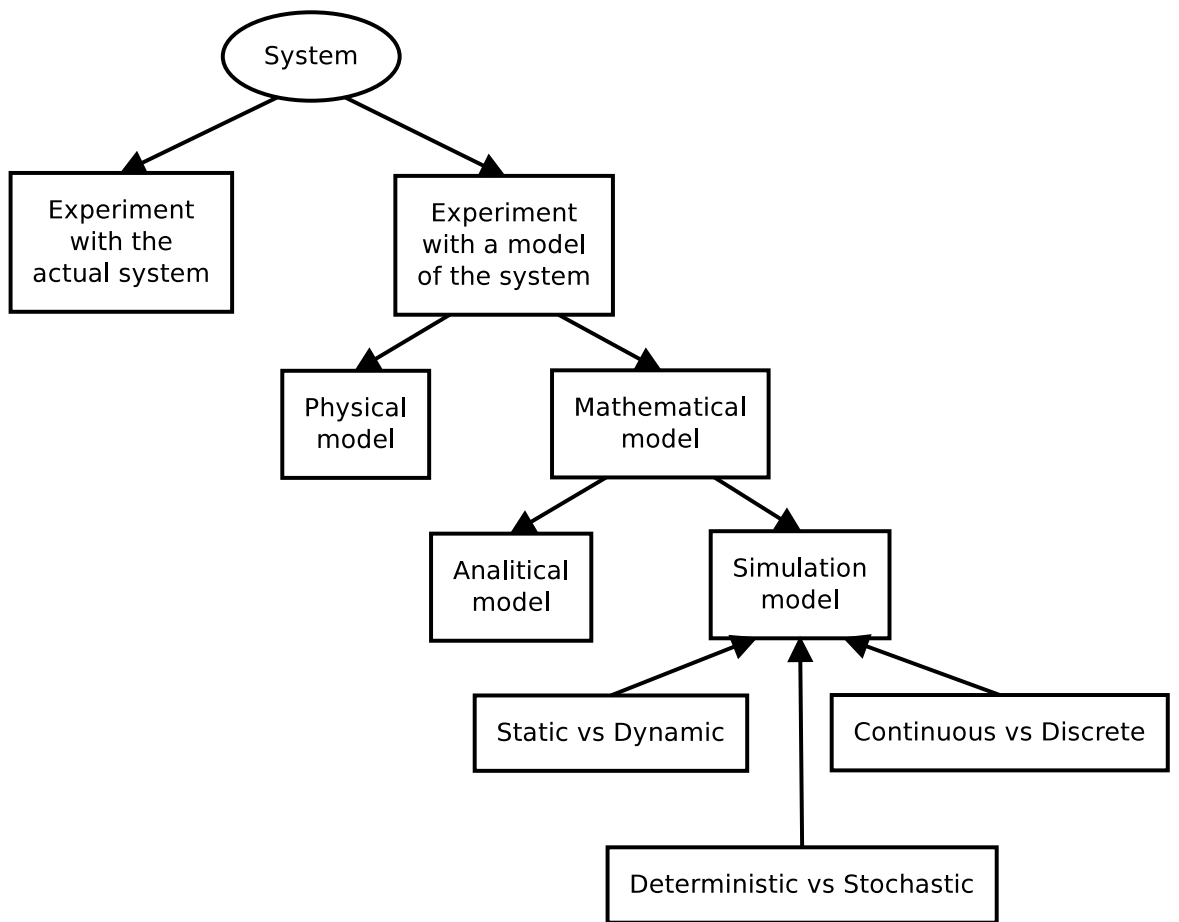 System
Experiment
with the
actual system
Experiment
with a model
of the system
Physical
model
Mathematical
model
Analitical
model
Simulation
model
Static vs Dynamic
Continuous vs Discrete
Deterministic vs Stochastic